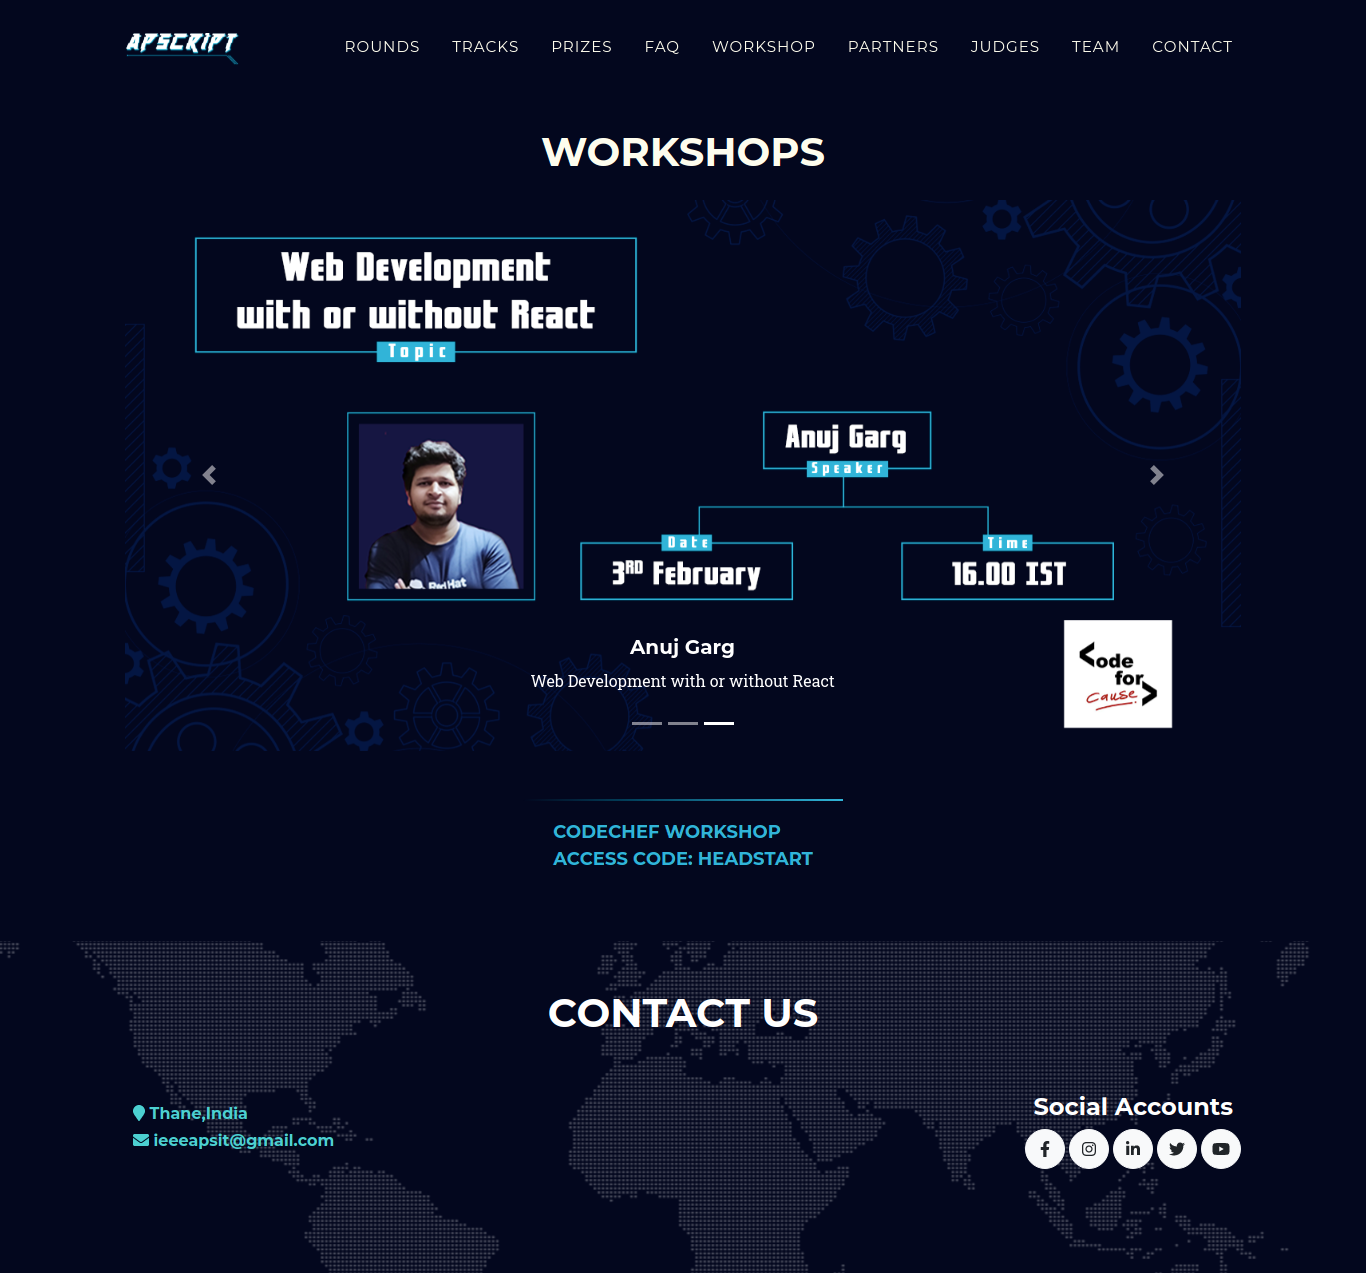 APSCRIPT
ROUNDS TRACKS PRIZES FAQ WORKSHOP PARTNERS JUDGES TEAM CONTACT
WORKSHOPS
Web Development
with or without React
Topic
Anuj Garg
Speaker
Date
3RD February
Time
16.00 IST
Red Hat
Anuj Garg
Web Development with or without React
<ode
for
Cause>
CODECHEF WORKSHOP
ACCESS CODE: HEADSTART
CONTACT US
Thane,India
ieeeapsit@gmail.com
Social Accounts